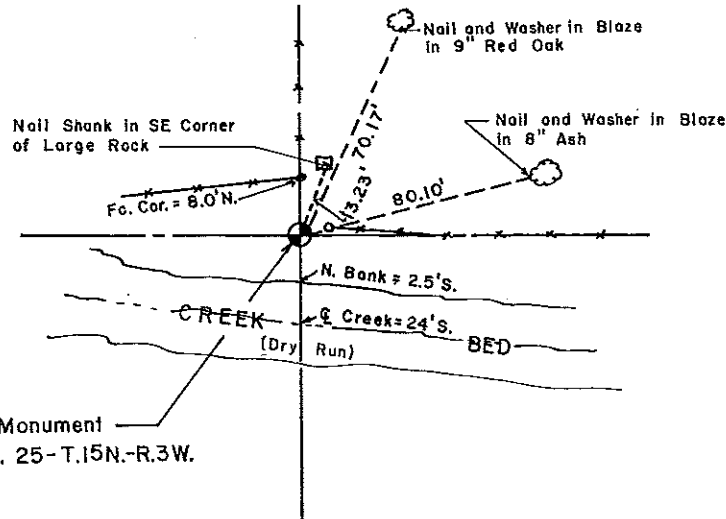 Nail and Washer in Blaze
in 9" Red Oak
Nail Shank in SE Corner
of Large Rock
Nail and Washer in Blaze
in 8" Ash
70.17'
13.23'
80.10'
Fc. Cor. = 8.0'N.
N. Bank = 2.5'S.
CREEK
℄ Creek = 24'S.
(Dry Run)
BED
Monument
. 25-T.15N.-R.3W.